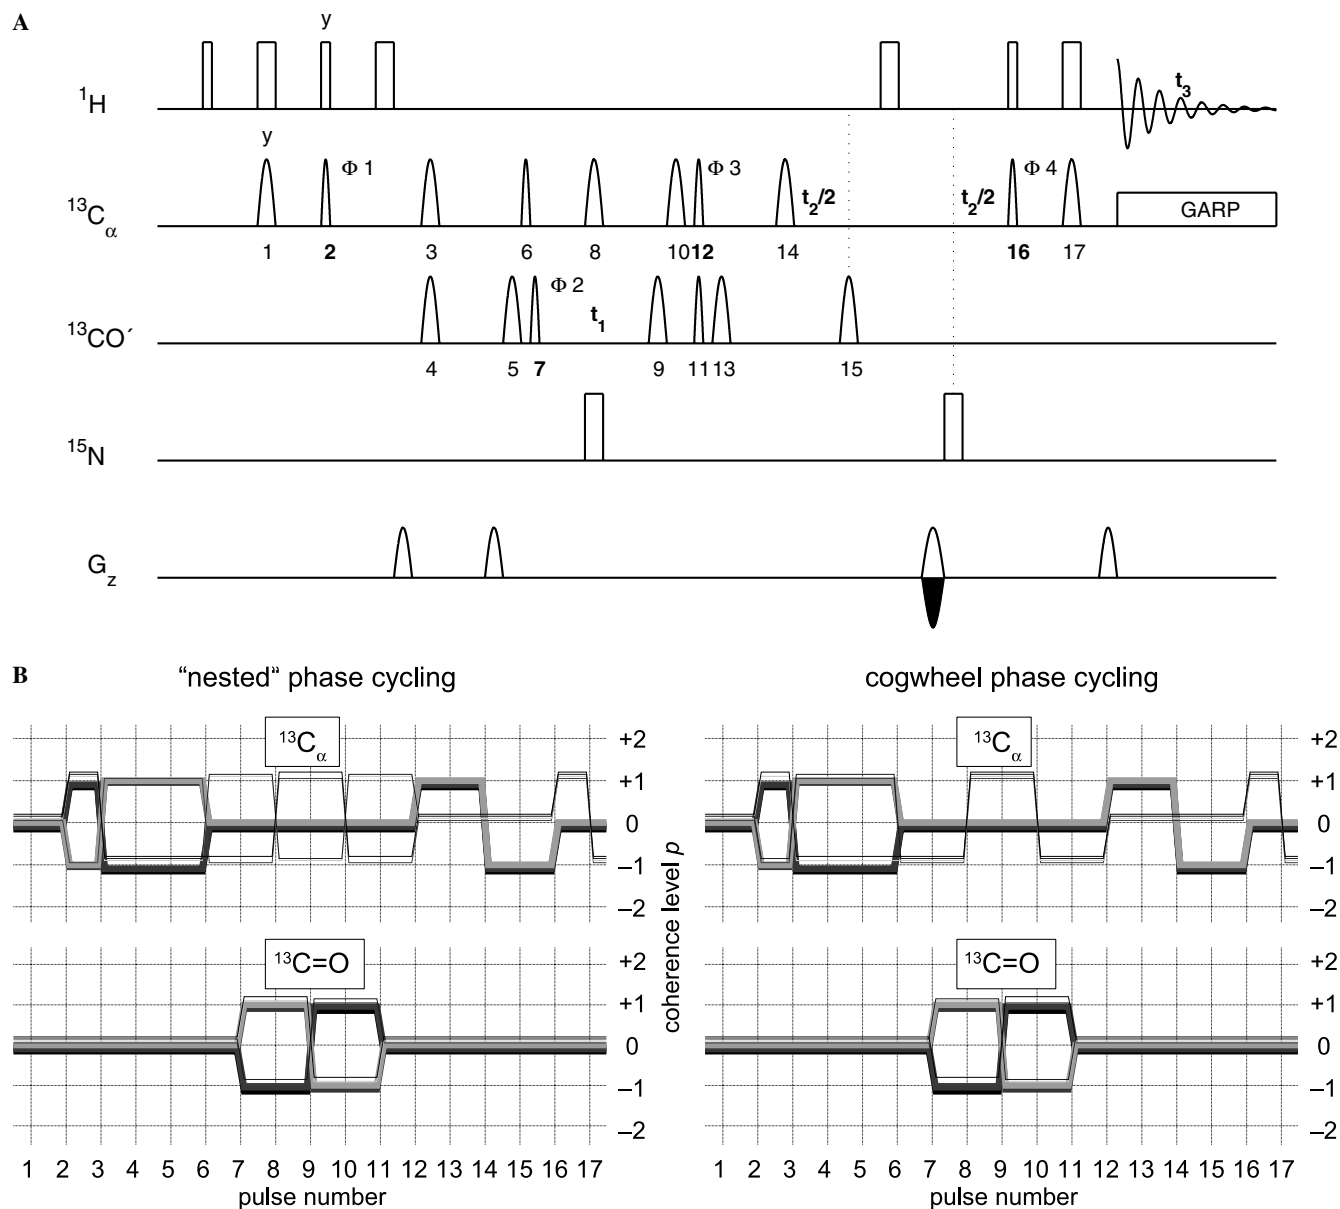 A
y
¹H
t₃
y
Φ 1
Φ 3
t₂/2
t₂/2
Φ 4
¹³Cα
GARP
1 2 3 6 8 10 12 14 16 17
Φ 2
t₁
¹³CO´
4 5 7 9 11 13 15
¹⁵N
G_z
B
“nested“ phase cycling
cogwheel phase cycling
¹³Cα
+2
+1
0
–1
–2
¹³C=O
+2
+1
0
–1
–2
1 2 3 4 5 6 7 8 9 10 11 12 13 14 15 16 17
pulse number
coherence level p
¹³Cα
+2
+1
0
–1
–2
¹³C=O
+2
+1
0
–1
–2
1 2 3 4 5 6 7 8 9 10 11 12 13 14 15 16 17
pulse number